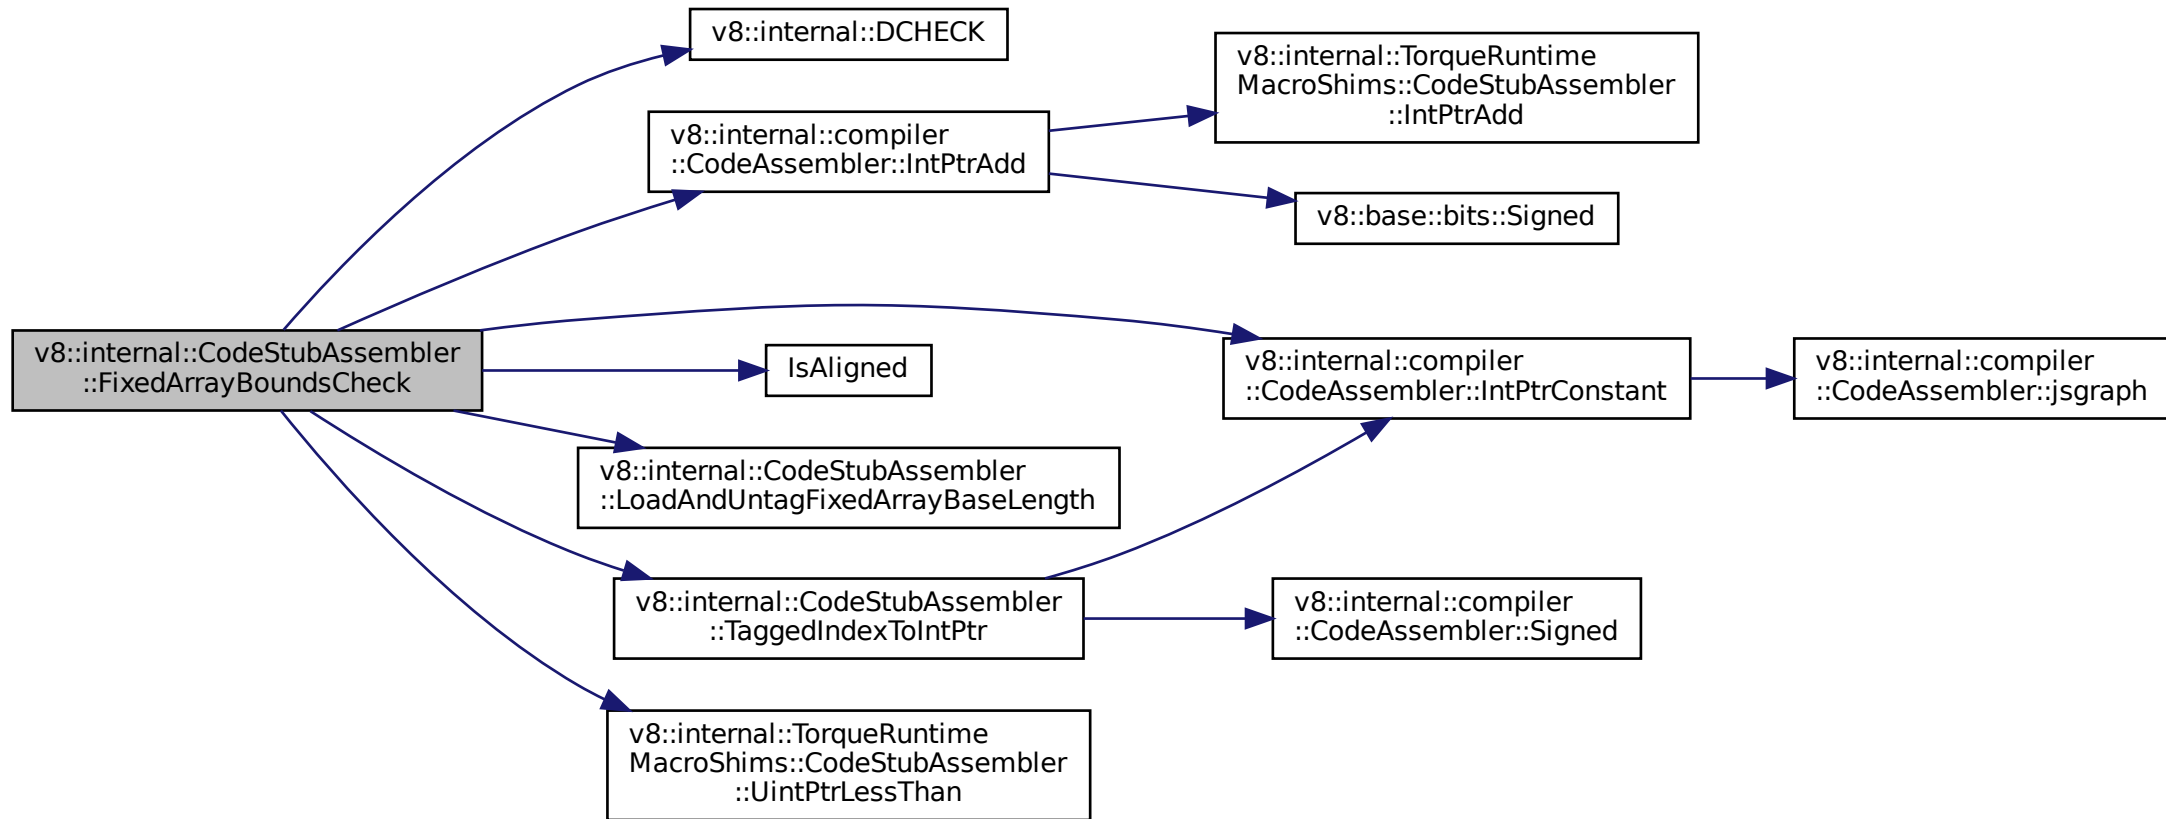 v8::internal::CodeStubAssembler
::FixedArrayBoundsCheck
v8::internal::DCHECK
v8::internal::compiler
::CodeAssembler::IntPtrAdd
v8::internal::TorqueRuntime
MacroShims::CodeStubAssembler
::IntPtrAdd
v8::base::bits::Signed
v8::internal::compiler
::CodeAssembler::IntPtrConstant
v8::internal::compiler
::CodeAssembler::jsgraph
IsAligned
v8::internal::CodeStubAssembler
::LoadAndUntagFixedArrayBaseLength
v8::internal::CodeStubAssembler
::TaggedIndexToIntPtr
v8::internal::compiler
::CodeAssembler::Signed
v8::internal::TorqueRuntime
MacroShims::CodeStubAssembler
::UintPtrLessThan